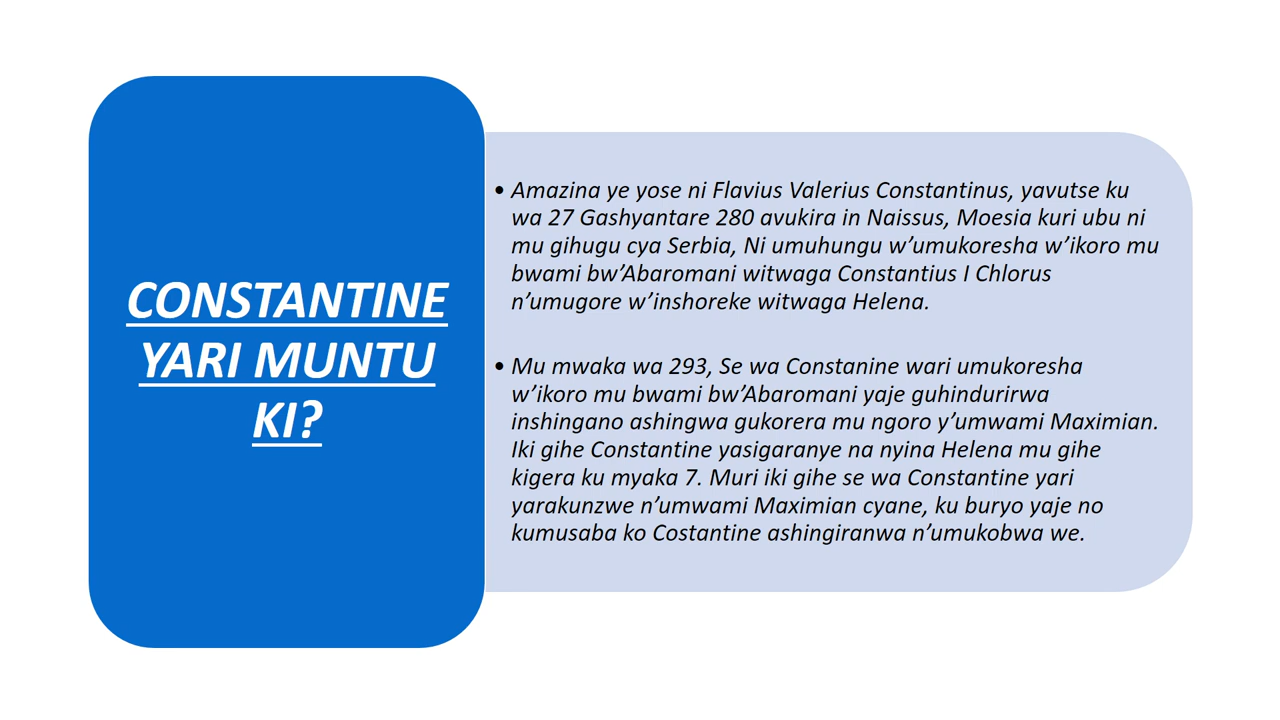 CONSTANTINE
YARI MUNTU
KI?
• Amazina ye yose ni Flavius Valerius Constantinus, yavutse ku
wa 27 Gashyantare 280 avukira in Naissus, Moesia kuri ubu ni
mu gihugu cya Serbia, Ni umuhungu w’umukoresha w’ikoro mu
bwami bw’Abaromani witwaga Constantius I Chlorus
n’umugore w’inshoreke witwaga Helena.
• Mu mwaka wa 293, Se wa Constanine wari umukoresha
w’ikoro mu bwami bw’Abaromani yaje guhindurirwa
inshingano ashingwa gukorera mu ngoro y’umwami Maximian.
Iki gihe Constantine yasigaranye na nyina Helena mu gihe
kigera ku myaka 7. Muri iki gihe se wa Constantine yari
yarakunzwe n’umwami Maximian cyane, ku buryo yaje no
kumusaba ko Costantine ashingiranwa n’umukobwa we.